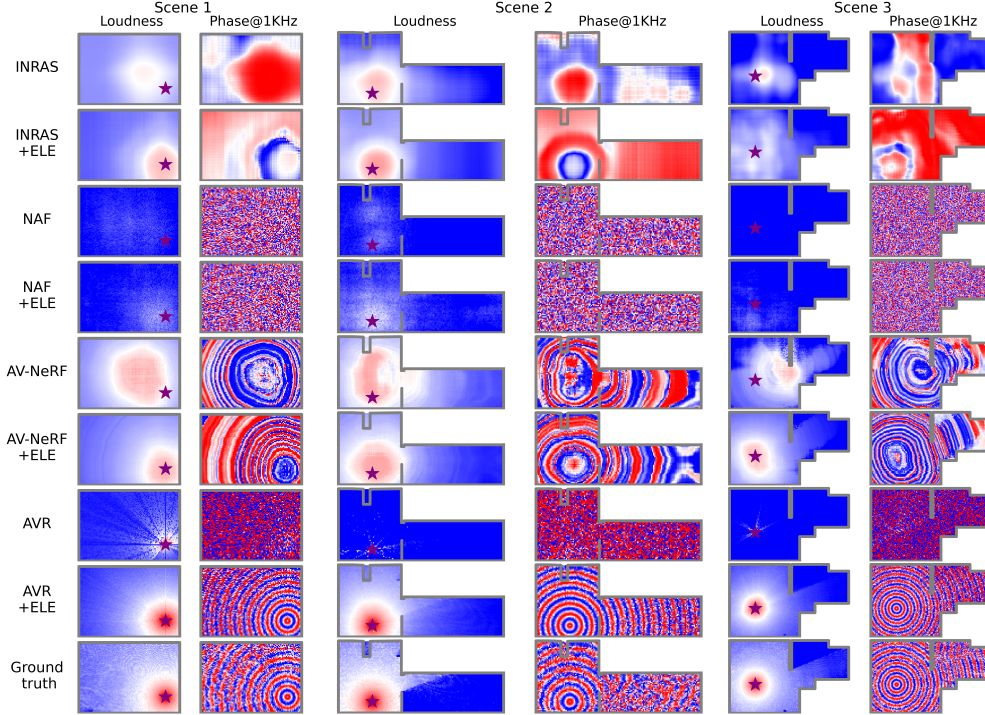 Scene 1 Scene 2 Scene 3
Loudness Phase@1KHz Loudness Phase@1KHz Loudness Phase@1KHz
INRAS
INRAS
+ELE
NAF
NAF
+ELE
AV-NeRF
AV-NeRF
+ELE
AVR
AVR
+ELE
Ground
truth